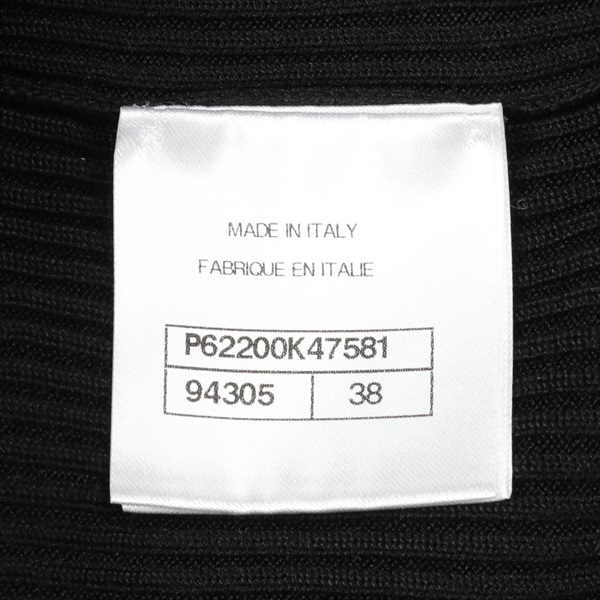 MADE IN ITALY
FABRIQUE EN ITALIE
P62200K47581
94305 38